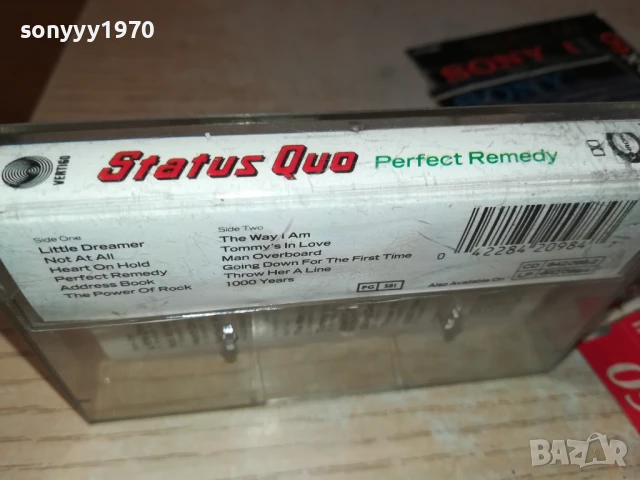 sonyyy1970
SONY
VERTIGO
Status Quo Perfect Remedy
Side One
Little Dreamer
Not At All
Heart On Hold
Perfect Remedy
Address Book
The Power Of Rock
Side Two
The Way I Am
Tommy's In Love
Man Overboard
Going Down For The First Time
Throw Her A Line
1000 Years
PG 381
Also Available on
0 42284 20984
BAZAR
bg